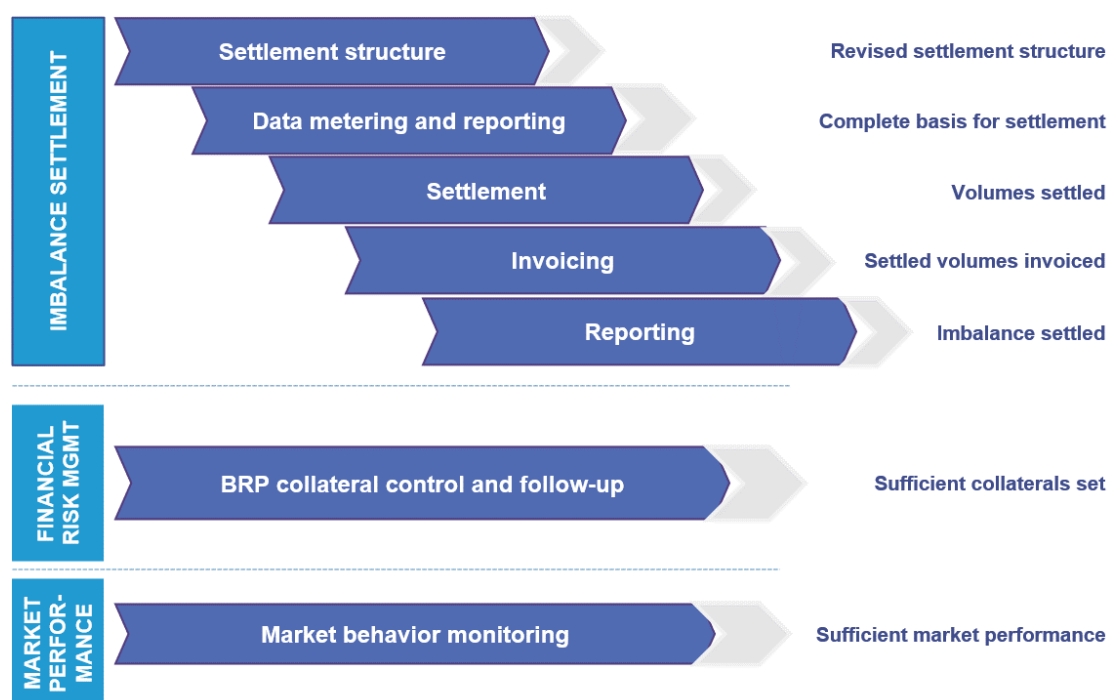 IMBALANCE SETTLEMENT
Settlement structure
Revised settlement structure
Data metering and reporting
Complete basis for settlement
Settlement
Volumes settled
Invoicing
Settled volumes invoiced
Reporting
Imbalance settled
FINANCIAL
RISK MGMT
BRP collateral control and follow-up
Sufficient collaterals set
MARKET
PERFOR-
MANCE
Market behavior monitoring
Sufficient market performance